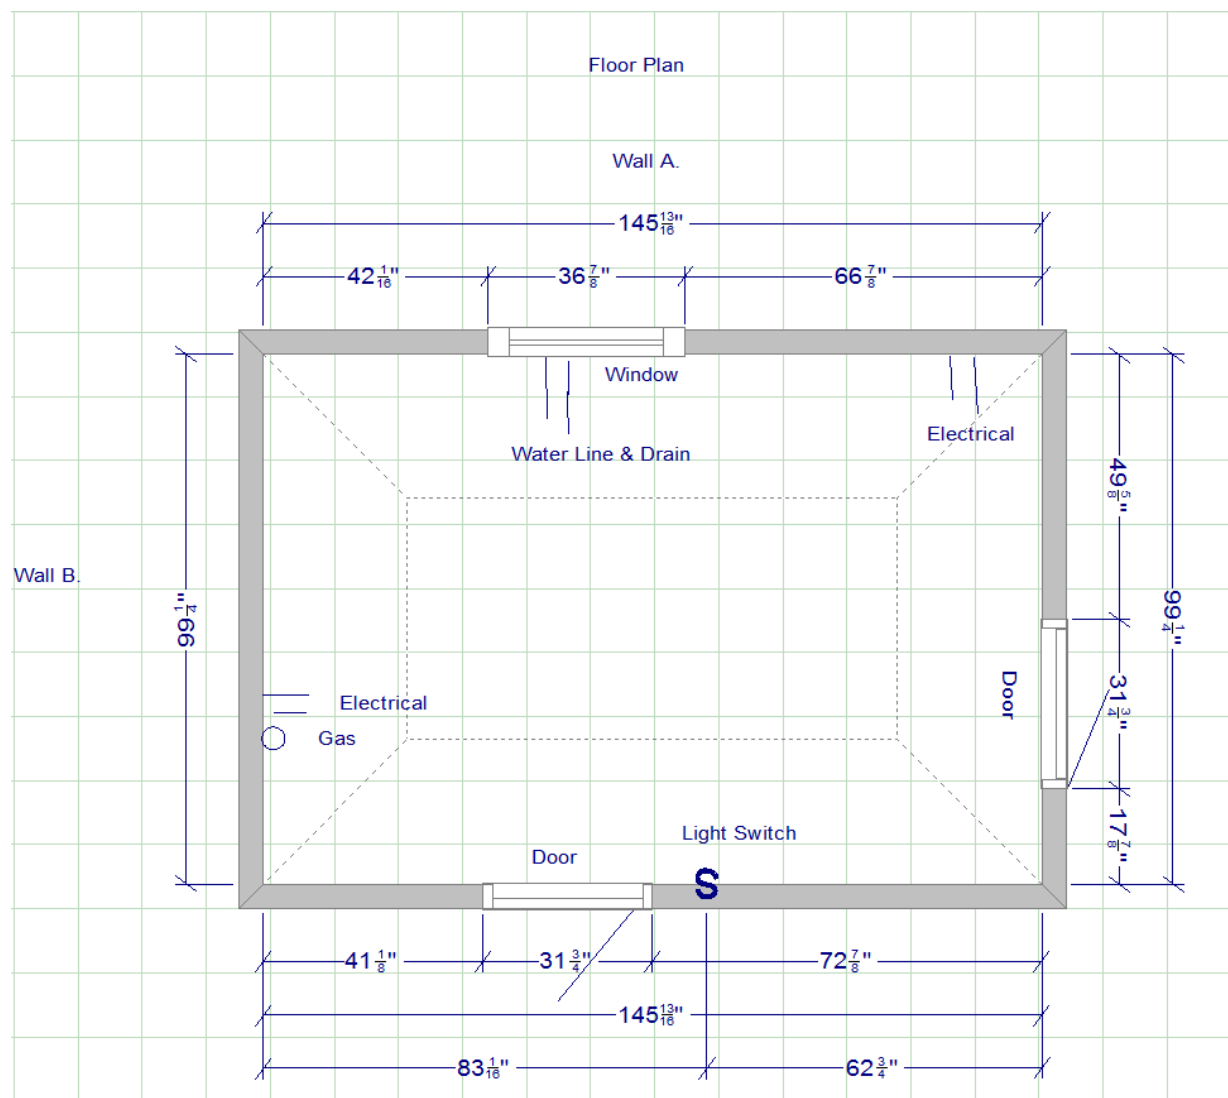 Floor Plan
Wall A.
145 13/16"
42 1/16" 36 7/8" 66 7/8"
Window
Electrical
Water Line & Drain
49 5/8"
Wall B.
99 1/4"
99 1/4"
Door
31 3/4"
Electrical
Gas
17 7/8"
Light Switch
Door
S
41 1/8" 31 3/4" 72 7/8"
145 13/16"
83 1/16" 62 3/4"